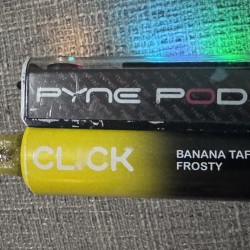 PYNE POD
CLICK
BANANA TAF
FROSTY